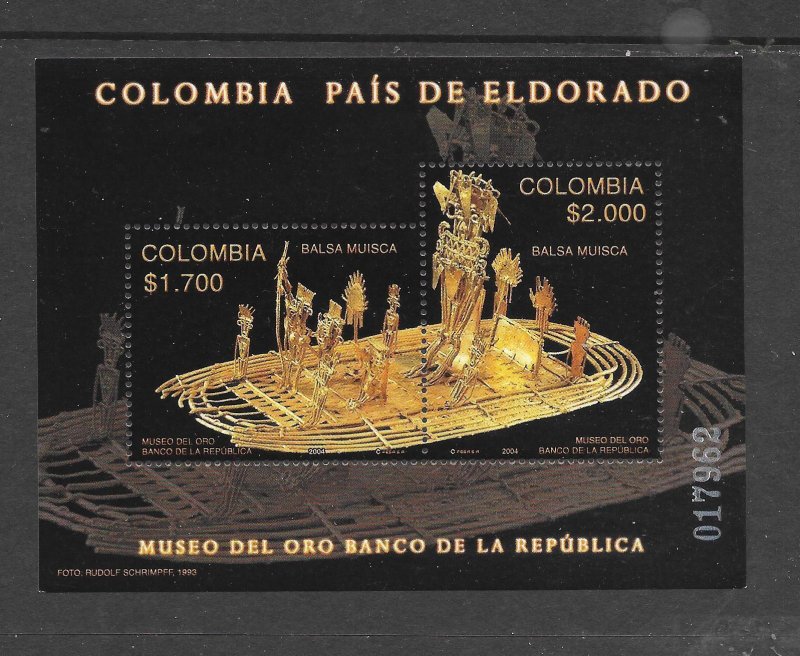 COLOMBIA PAÍS DE ELDORADO
COLOMBIA
$2.000
BALSA MUISCA
COLOMBIA
$1.700
BALSA MUISCA
MUSEO DEL ORO
BANCO DE LA REPÚBLICA
2004
2004
MUSEO DEL ORO
BANCO DE LA REPÚBLICA
017962
MUSEO DEL ORO BANCO DE LA REPÚBLICA
FOTO: RUDOLF SCHRIMPFF, 1993